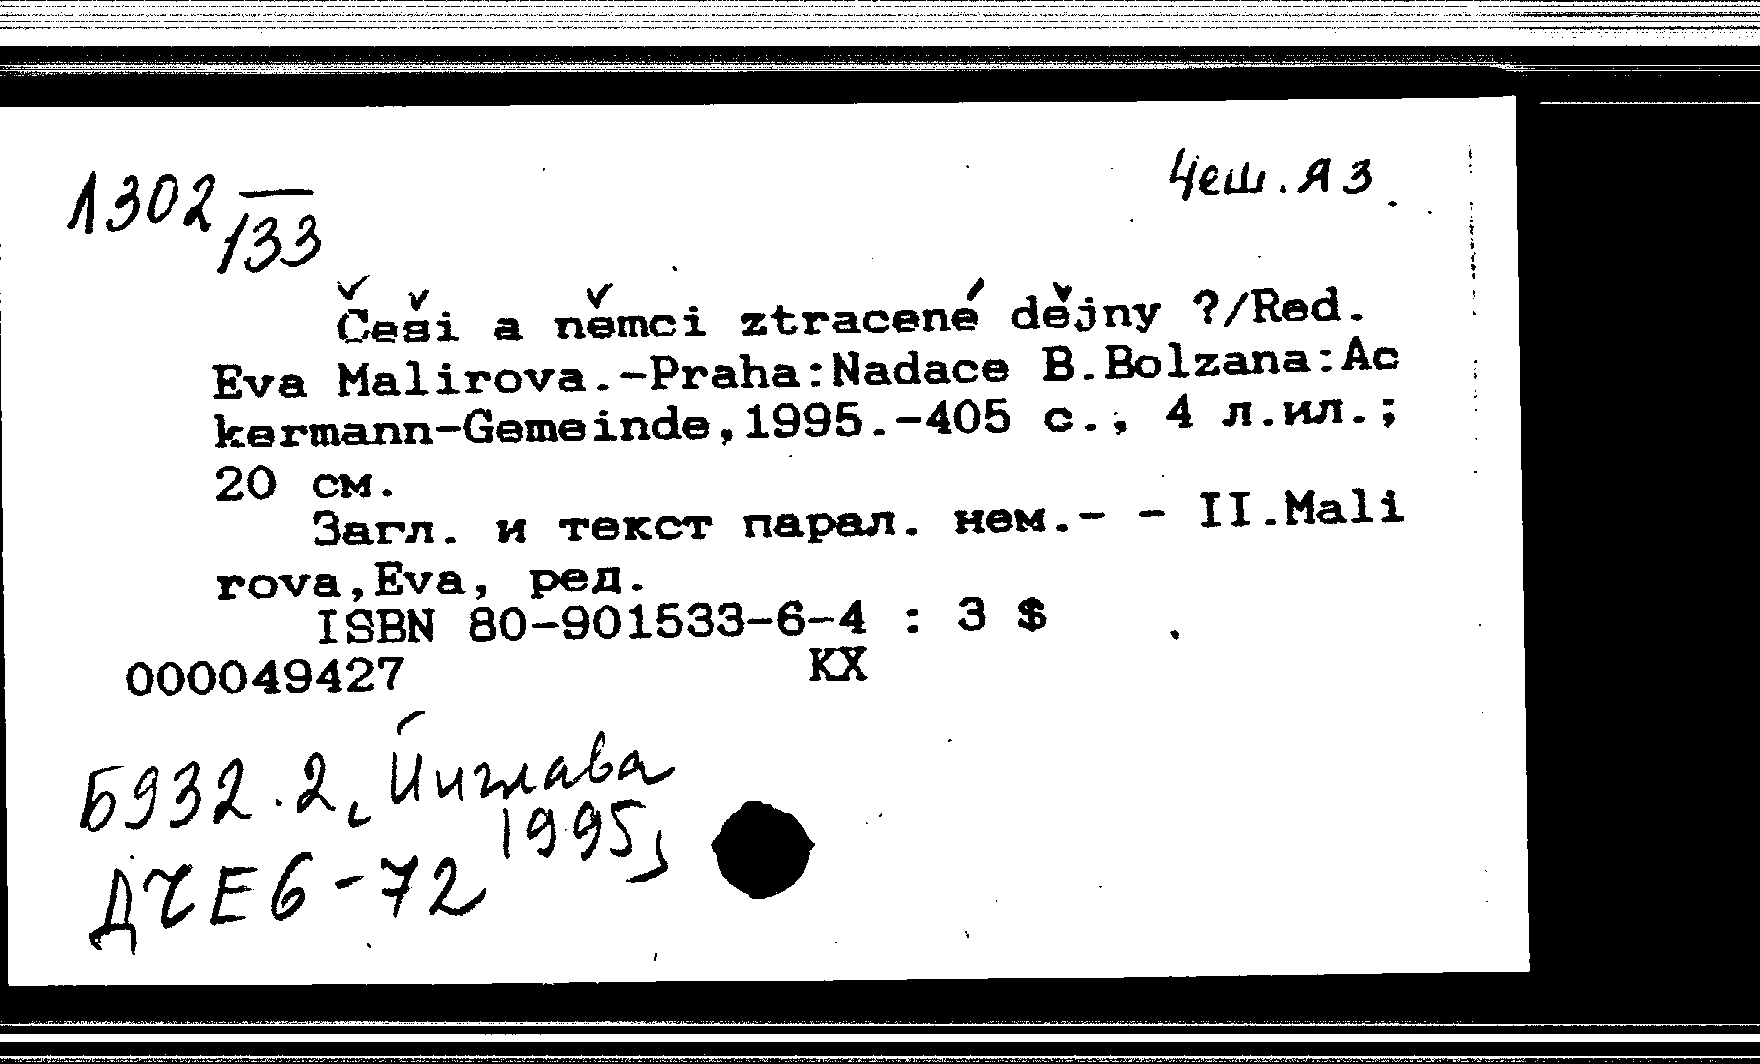 Л302
/133
Чеш. яз
Češi a němci ztracené dějny ?/Red.
Eva Malirova.-Praha:Nadace B.Bolzana:Ac
kermann-Gemeinde,1995.-405 с., 4 л.ил.;
20 см.
Загл. и текст парал. нем.- - II.Mali
rova,Eva, ред.
ISBN 80-901533-6-4 : 3 $
000049427 КХ
Б932.2, Йиглава
1995,
ДЧЕ6-72